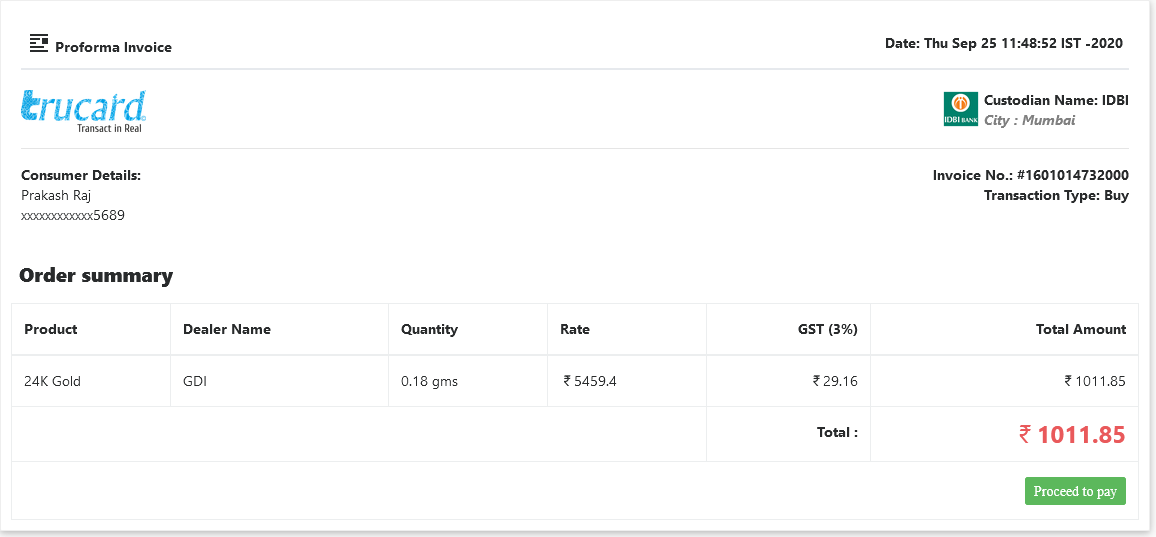 Proforma Invoice
Date: Thu Sep 25 11:48:52 IST -2020
trucard
Transact in Real
IDBI BANK
Custodian Name: IDBI
City : Mumbai
Consumer Details:
Prakash Raj
xxxxxxxxxxxx5689
Invoice No.: #1601014732000
Transaction Type: Buy
Order summary
Product Dealer Name Quantity Rate GST (3%) Total Amount
24K Gold GDI 0.18 gms ₹ 5459.4 ₹ 29.16 ₹ 1011.85
Total : ₹ 1011.85
Proceed to pay